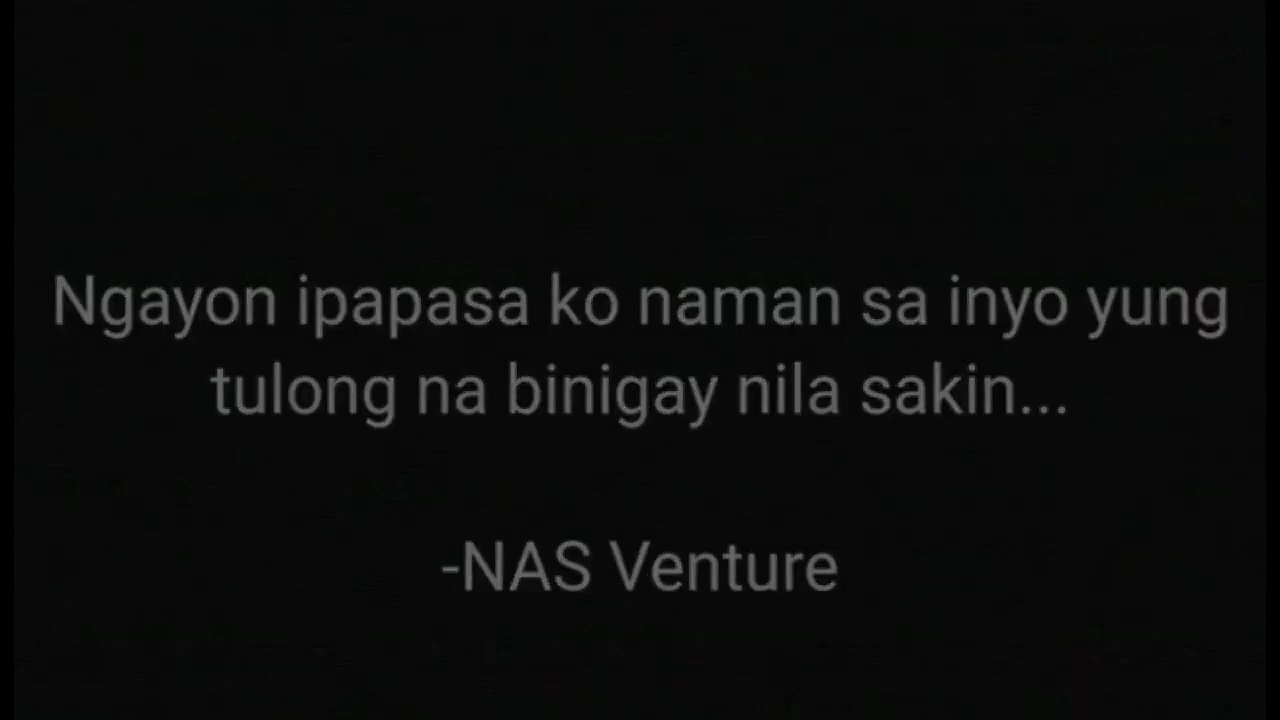 Ngayon ipapasa ko naman sa inyo yung
tulong na binigay nila sakin...
-NAS Venture